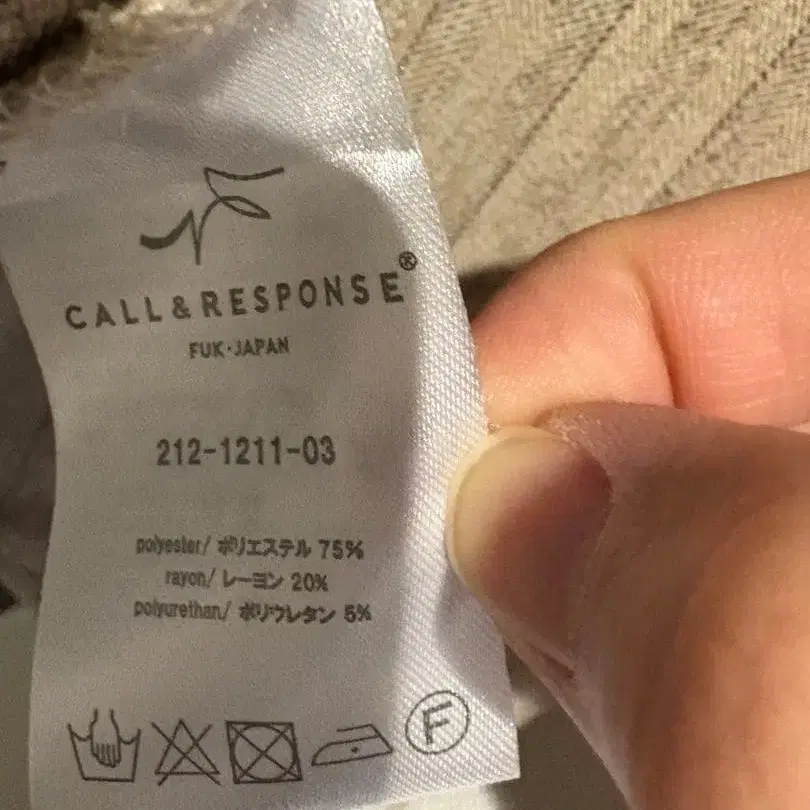 CALL & RESPONSE®
FUK·JAPAN
212-1211-03
polyester/ ポリエステル 75%
rayon/ レーヨン 20%
polyurethan/ ポリウレタン 5%
F